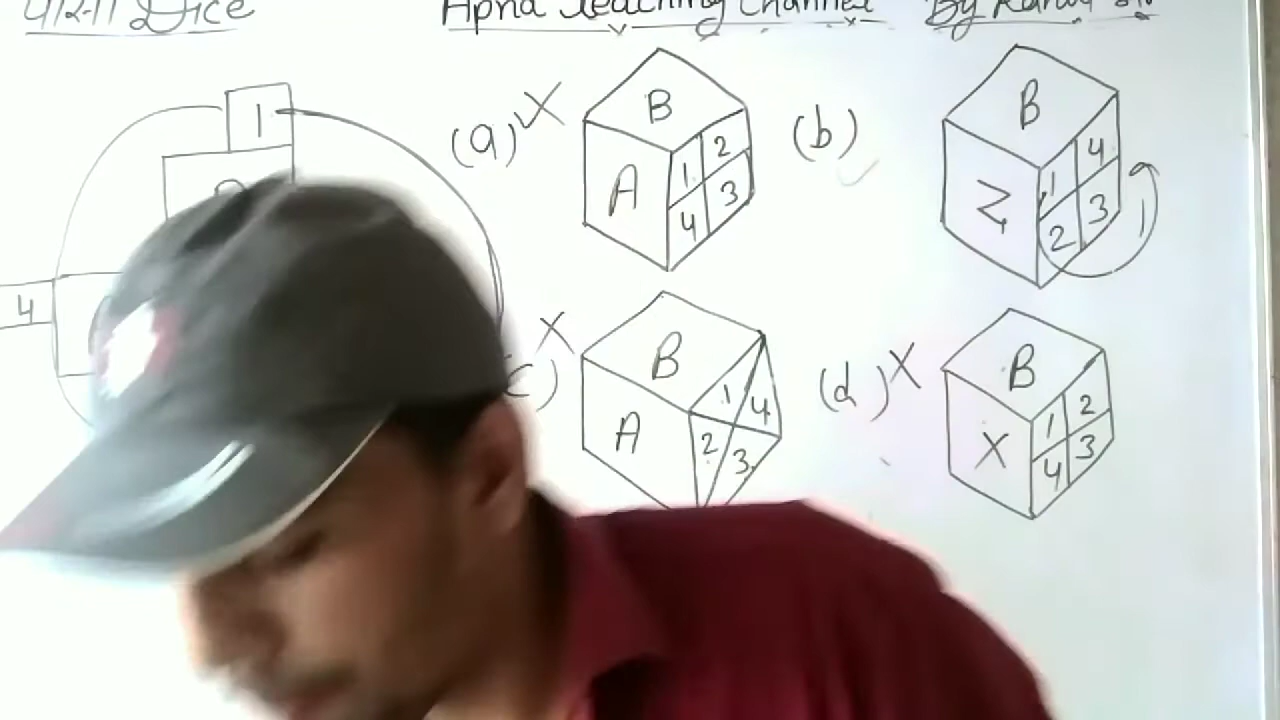 Dice Apna Teaching Channel By
1
4
(a) X B A 1 2 4 3
(b) B Z 1 4 2 3 1
c) X B A 1 4 2 3
(d) X B X 1 2 4 3